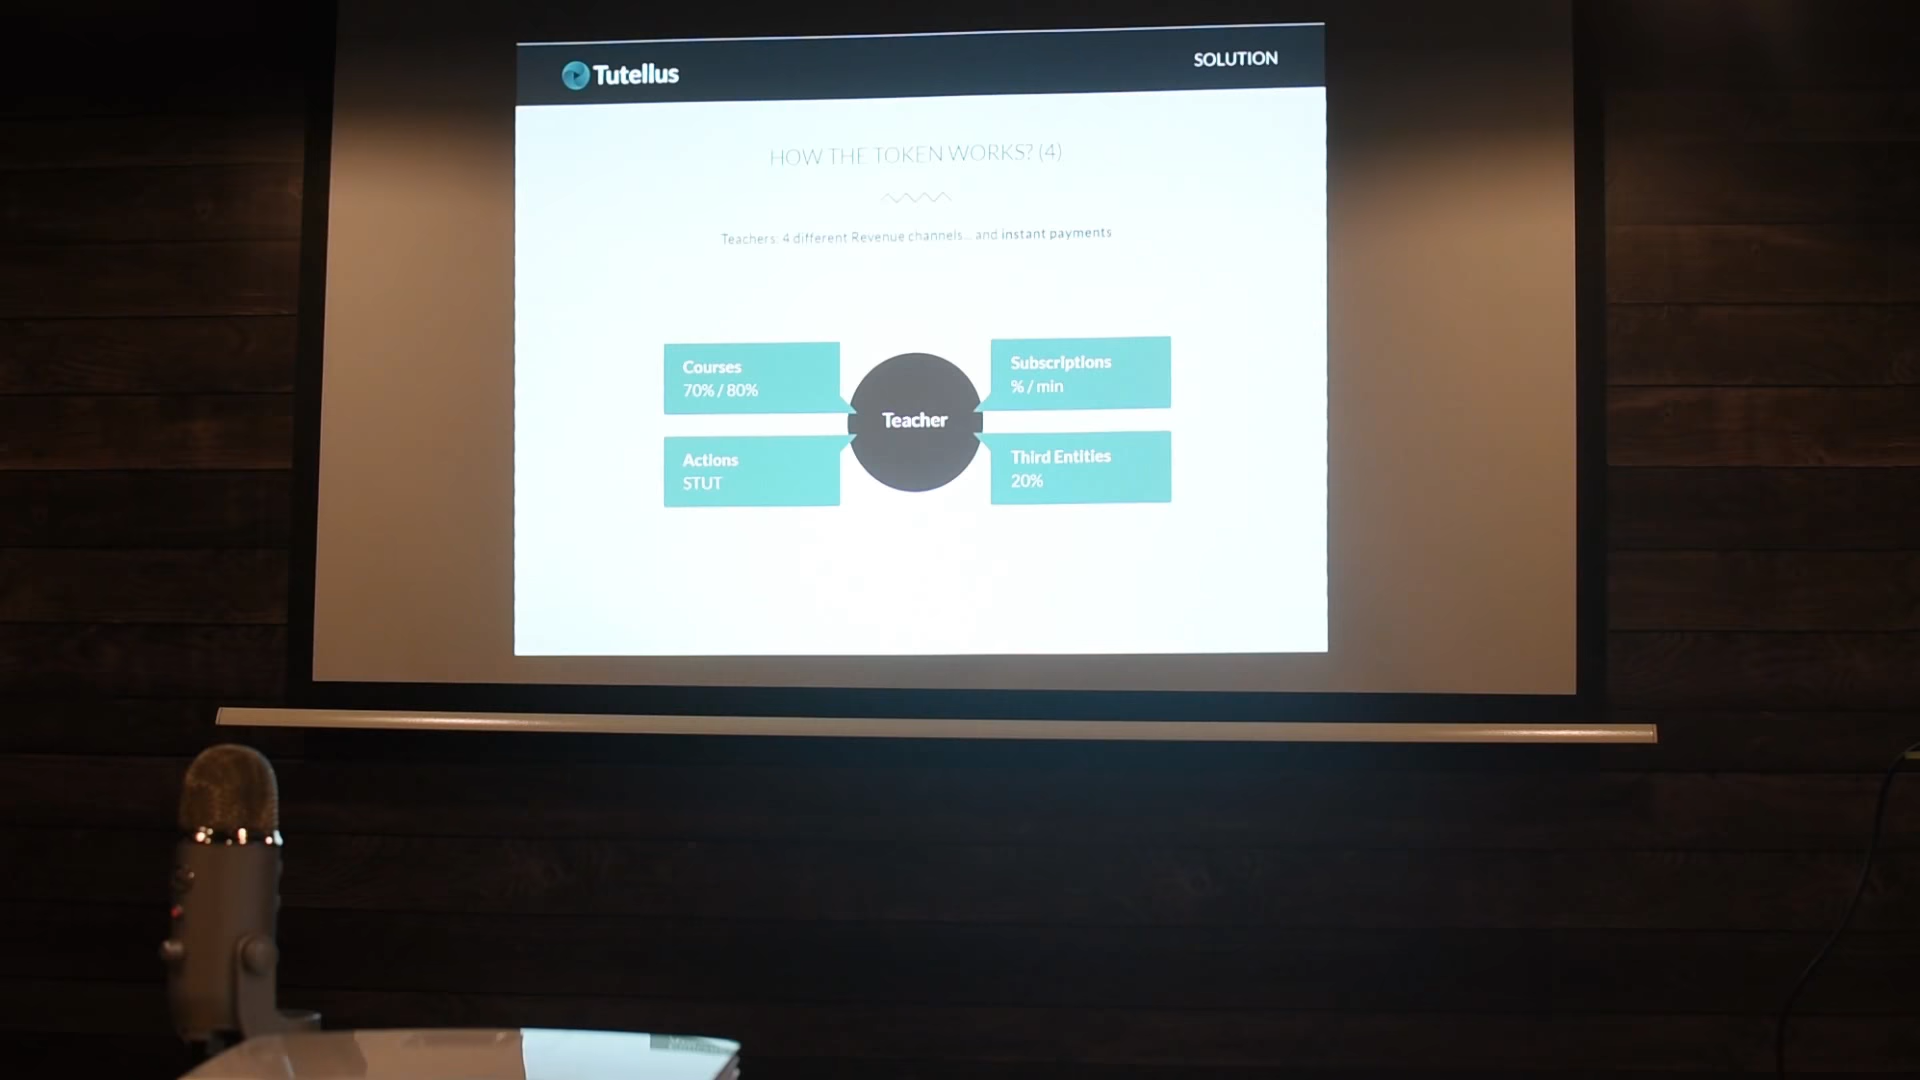 Tutellus
SOLUTION
HOW THE TOKEN WORKS? (4)
Teachers: 4 different Revenue channels... and instant payments
Courses
70% / 80%
Subscriptions
% / min
Teacher
Actions
STUT
Third Entities
20%